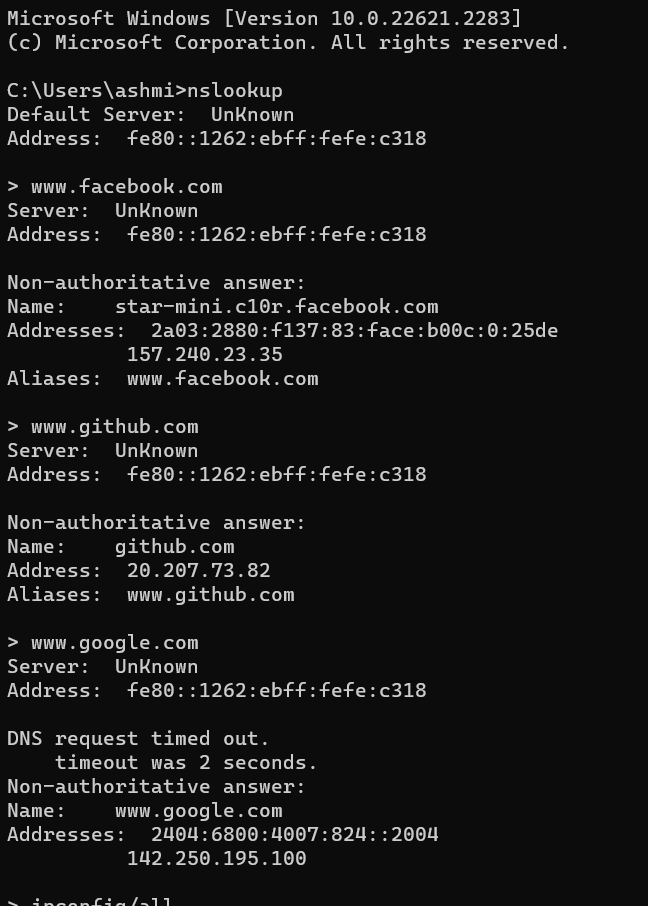 Microsoft Windows [Version 10.0.22621.2283]
(c) Microsoft Corporation. All rights reserved.
C:\Users\ashmi>nslookup
Default Server:  UnKnown
Address:  fe80::1262:ebff:fefe:c318
> www.facebook.com
Server:  UnKnown
Address:  fe80::1262:ebff:fefe:c318
Non-authoritative answer:
Name:    star-mini.c10r.facebook.com
Addresses:  2a03:2880:f137:83:face:b00c:0:25de
          157.240.23.35
Aliases:  www.facebook.com
> www.github.com
Server:  UnKnown
Address:  fe80::1262:ebff:fefe:c318
Non-authoritative answer:
Name:    github.com
Address:  20.207.73.82
Aliases:  www.github.com
> www.google.com
Server:  UnKnown
Address:  fe80::1262:ebff:fefe:c318
DNS request timed out.
    timeout was 2 seconds.
Non-authoritative answer:
Name:    www.google.com
Addresses:  2404:6800:4007:824::2004
          142.250.195.100
> ipconfig/all